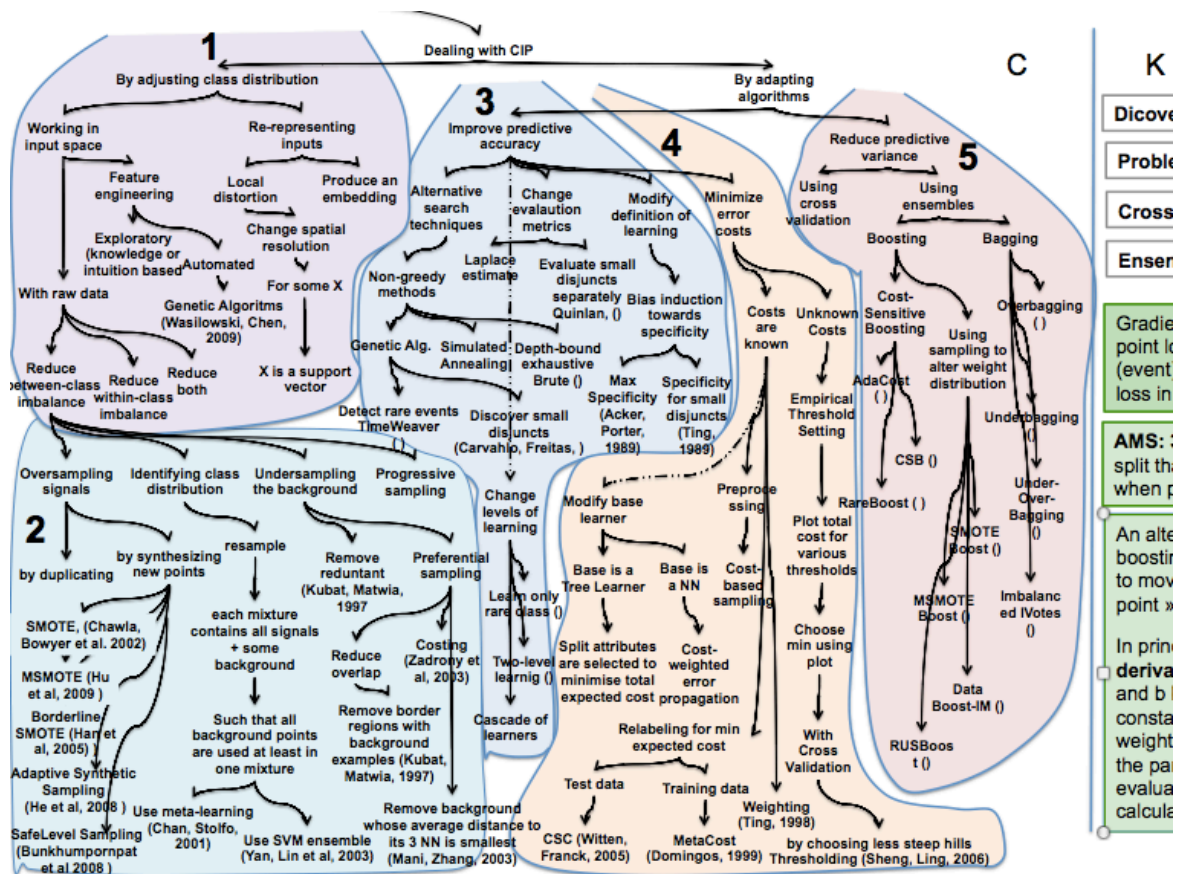 Dealing with CIP
C
K
1
By adjusting class distribution
By adapting
algorithms
3
4
5
Working in
input space
Re-representing
inputs
Feature
engineering
Local
distortion
Produce an
embedding
Exploratory
(knowledge or
intuition based
Automated
Change spatial
resolution
With raw data
Genetic Algoritms
(Wasilowski, Chen,
2009)
For some X
X is a support
vector
Reduce
between-class
imbalance
Reduce
within-class
imbalance
Reduce
both
Improve predictive
accuracy
Alternative
search
techniques
Change
evalaution
metrics
Modify
definition of
learning
Minimize
error
costs
Non-greedy
methods
Laplace
estimate
Evaluate small
disjuncts
separately
Quinlan, ()
Bias induction
towards
specificity
Genetic Alg.
Simulated
Annealing
Depth-bound
exhaustive
Brute ()
Detect rare events
TimeWeaver
( )
Discover small
disjuncts
(Carvahlo, Freitas, )
Max
Specificity
(Acker,
Porter,
1989)
Specificity
for small
disjuncts
(Ting,
1989)
Change
levels of
learning
Learn only
rare class ()
Two-level
learnig ()
Cascade of
learners
2
Oversampling
signals
Identifying class
distribution
Undersampling
the background
Progressive
sampling
by duplicating
by synthesizing
new points
resample
Remove
reduntant
(Kubat, Matwia,
1997
Preferential
sampling
SMOTE, (Chawla,
Bowyer et al. 2002)
MSMOTE (Hu
et al, 2009 )
Borderline
SMOTE (Han et
al, 2005) )
Adaptive Synthetic
Sampling
(He et al, 2008 )
SafeLevel Sampling
(Bunkhumpornpat
et al 2008 )
each mixture
contains all signals
+ some
background
Such that all
background points
are used at least in
one mixture
Use meta-learning
(Chan, Stolfo,
2001)
Use SVM ensemble
(Yan, Lin et al, 2003)
Reduce
overlap
Costing
(Zadrony et
al, 2003)
Remove border
regions with
background
examples (Kubat,
Matwia, 1997)
Remove background
whose average distance to
its 3 NN is smallest
(Mani, Zhang, 2003)
Costs
are
known
Unknown
Costs
Empirical
Threshold
Setting
Plot total
cost for
various
thresholds
Choose
min using
plot
With
Cross
Validation
by choosing less steep hills
Thresholding (Sheng, Ling, 2006)
Modify base
learner
Preproce
ssing
Base is a
Tree Learner
Base is
a NN
Cost-
based
sampling
Split attributes
are selected to
minimise total
expected cost
Cost-
weighted
error
propagation
Relabeling for min
expected cost
Test data
Training data
Weighting
(Ting, 1998)
CSC (Witten,
Franck, 2005)
MetaCost
(Domingos, 1999)
Reduce predictive
variance
Using
cross
validation
Using
ensembles
Boosting
Bagging
Cost-
Sensitive
Boosting
Using
sampling to
alter weight
distribution
Overbagging
( )
AdaCost
( )
CSB ()
RareBoost ( )
Underbagging
()
Under-
Over-
Bagging
()
SMOTE
Boost ()
MSMOTE
Boost ()
Imbalanc
ed IVotes
()
Data
Boost-IM ()
RUSBoos
t ()
Dicove
Proble
Cross
Ensen
Gradie
point lo
(event)
loss in
AMS: 3
split tha
when p
An alte
boostin
to mov
point »
In princ
deriva
and b l
consta
weight
the par
evalua
calcula